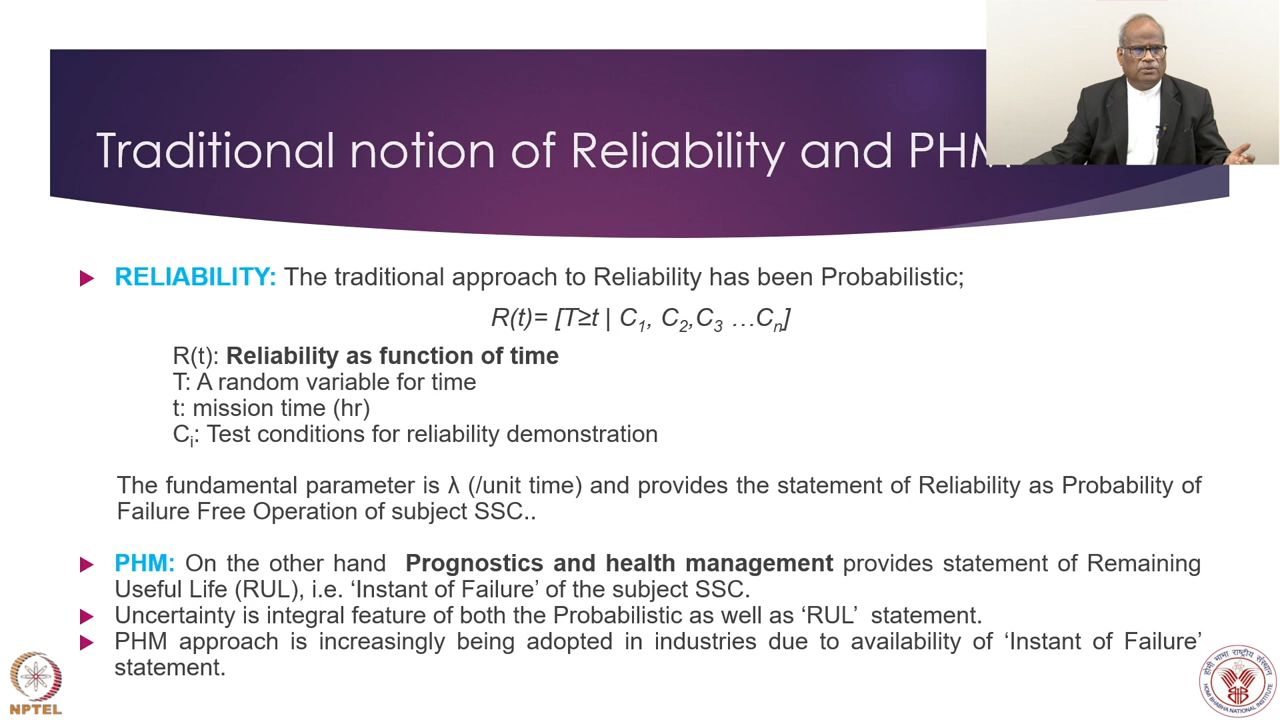 Traditional notion of Reliability and PHM
RELIABILITY: The traditional approach to Reliability has been Probabilistic;
R(t)= [T≥t | C1, C2,C3 …Cn]
R(t): Reliability as function of time
T: A random variable for time
t: mission time (hr)
Ci: Test conditions for reliability demonstration
The fundamental parameter is λ (/unit time) and provides the statement of Reliability as Probability of
Failure Free Operation of subject SSC..
PHM: On the other hand Prognostics and health management provides statement of Remaining
Useful Life (RUL), i.e. ‘Instant of Failure’ of the subject SSC.
Uncertainty is integral feature of both the Probabilistic as well as ‘RUL’ statement.
PHM approach is increasingly being adopted in industries due to availability of ‘Instant of Failure’
statement.
NPTEL
होमी भाभा राष्ट्रीय संस्थान
HOMI BHABHA NATIONAL INSTITUTE